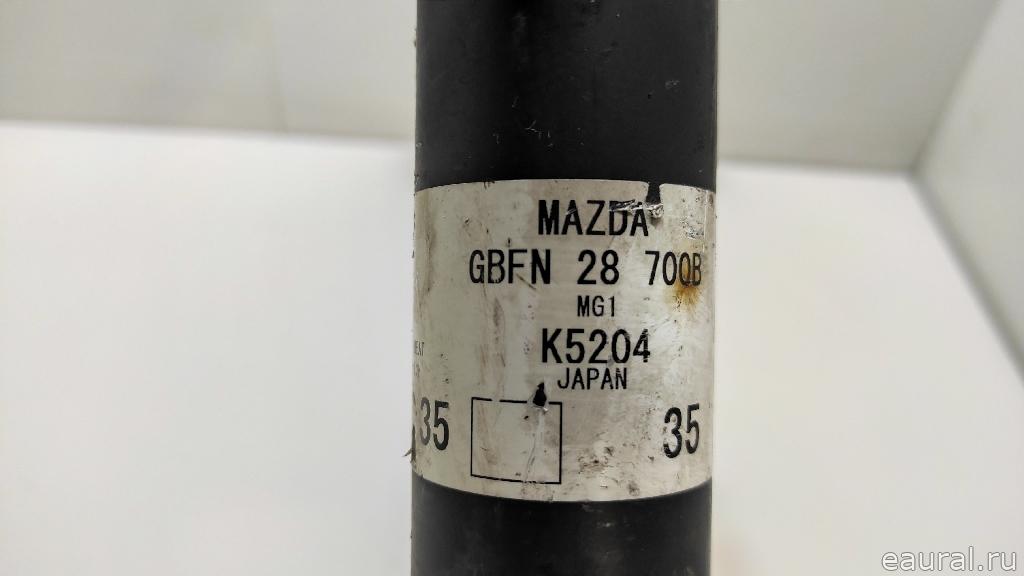 MAZDA
GBFN 28 700B
MG1
K5204
JAPAN
35 35
eaural.ru